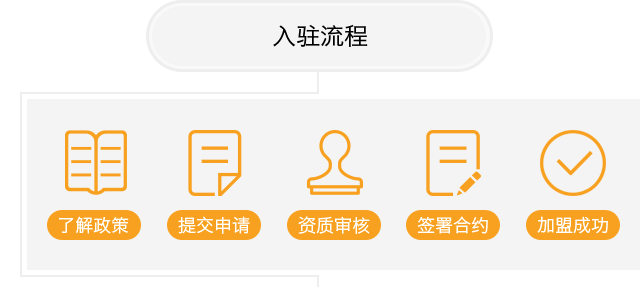 入驻流程
了解政策
提交申请
资质审核
签署合约
加盟成功